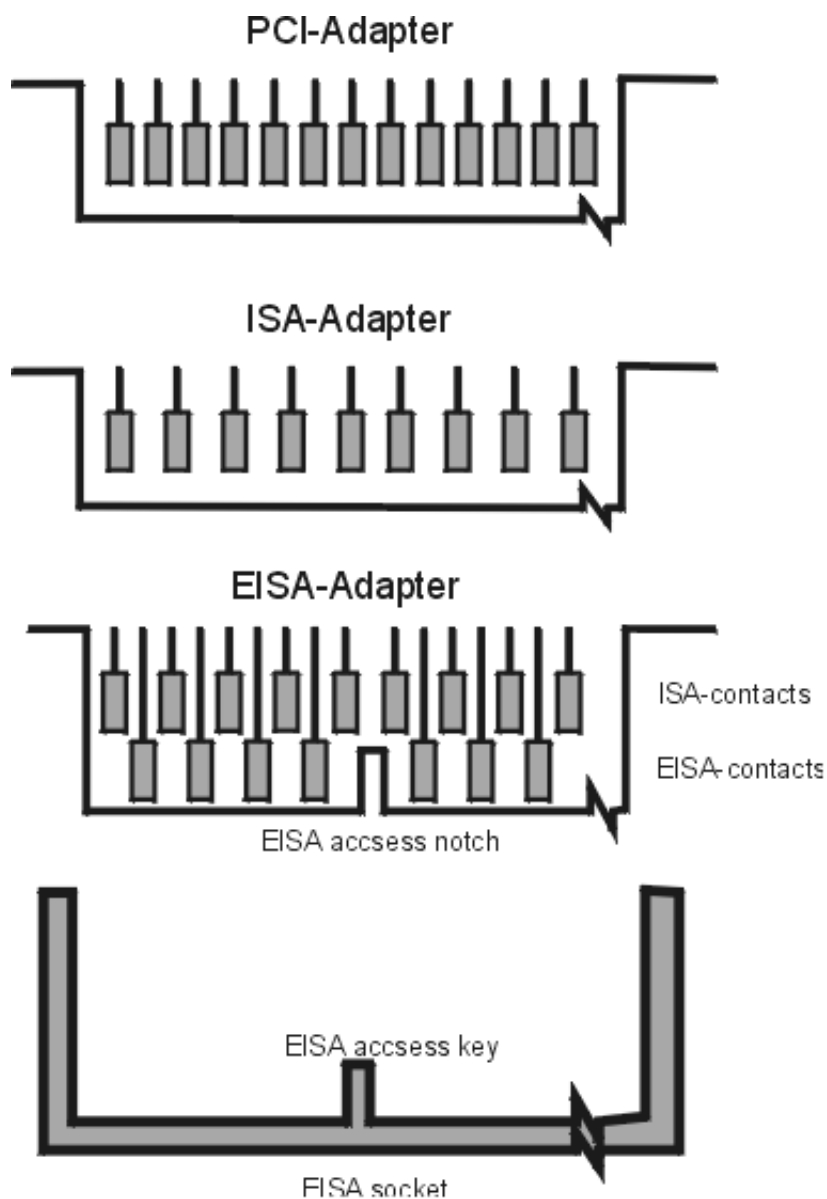 PCI-Adapter
ISA-Adapter
EISA-Adapter
ISA-contacts
EISA-contacts
EISA accsess notch
EISA accsess key
EISA socket